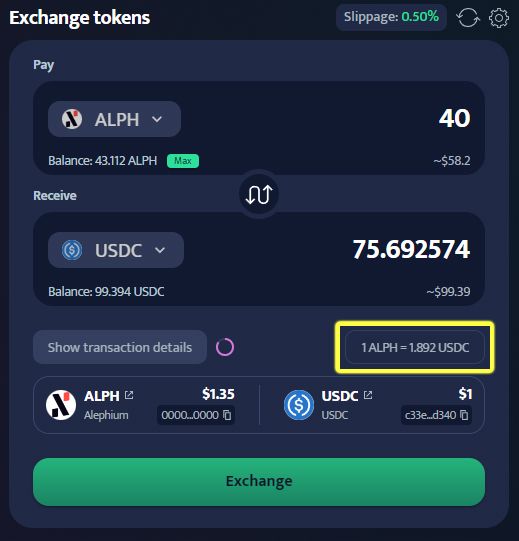 Exchange tokens
Slippage: 0.50%
Pay
ALPH
40
Balance: 43.112 ALPH Max
~$58.2
Receive
USDC
75.692574
Balance: 99.394 USDC
~$99.39
Show transaction details
1 ALPH = 1.892 USDC
ALPH $1.35
Alephium 0000...0000
USDC $1
USDC c33e...d340
Exchange